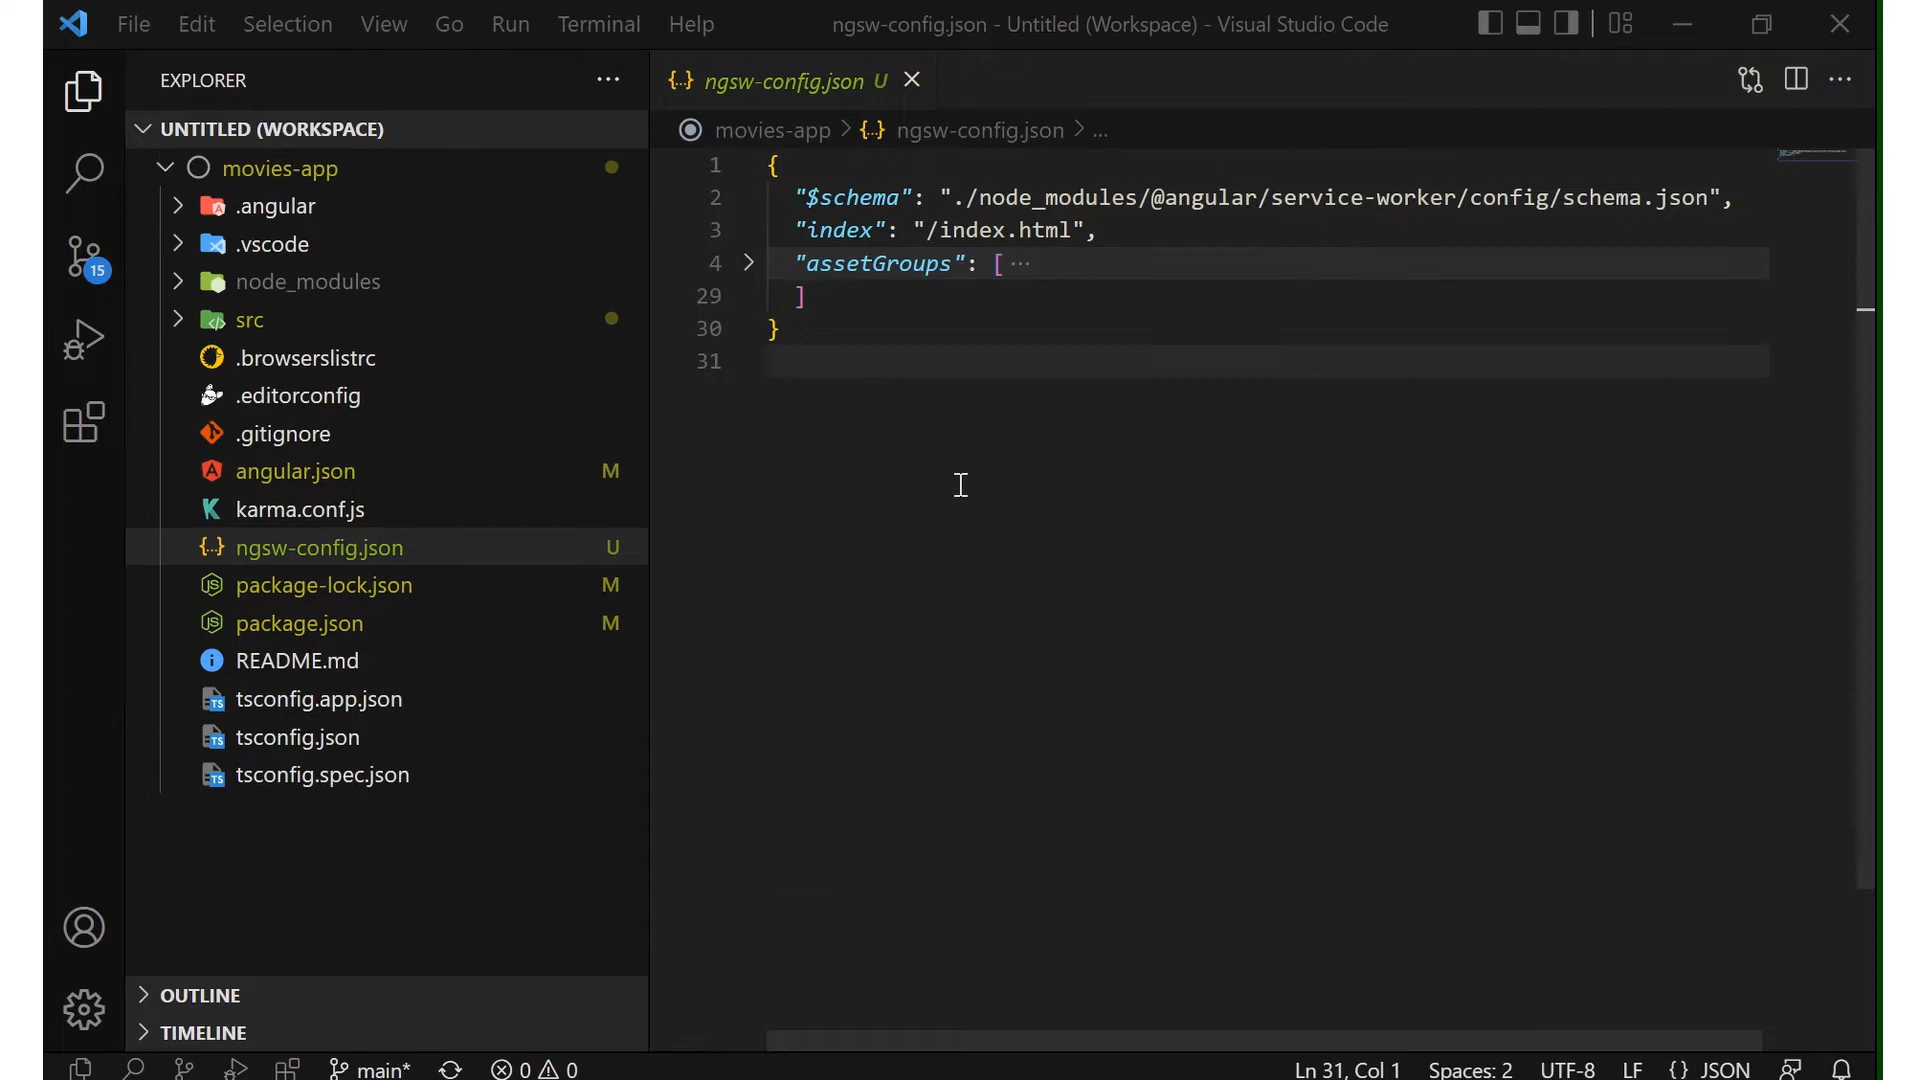 File Edit Selection View Go Run Terminal Help
ngsw-config.json - Untitled (Workspace) - Visual Studio Code
EXPLORER
UNTITLED (WORKSPACE)
movies-app
.angular
.vscode
node_modules
src
.browserslistrc
.editorconfig
.gitignore
angular.json M
karma.conf.js
ngsw-config.json U
package-lock.json M
package.json M
README.md
tsconfig.app.json
tsconfig.json
tsconfig.spec.json
OUTLINE
TIMELINE
15
{..} ngsw-config.json U
movies-app > {..} ngsw-config.json > ...
1 {
2 "$schema": "./node_modules/@angular/service-worker/config/schema.json",
3 "index": "/index.html",
4 "assetGroups": [ ···
29 ]
30 }
31
main* 0 0 Ln 31, Col 1 Spaces: 2 UTF-8 LF {} JSON